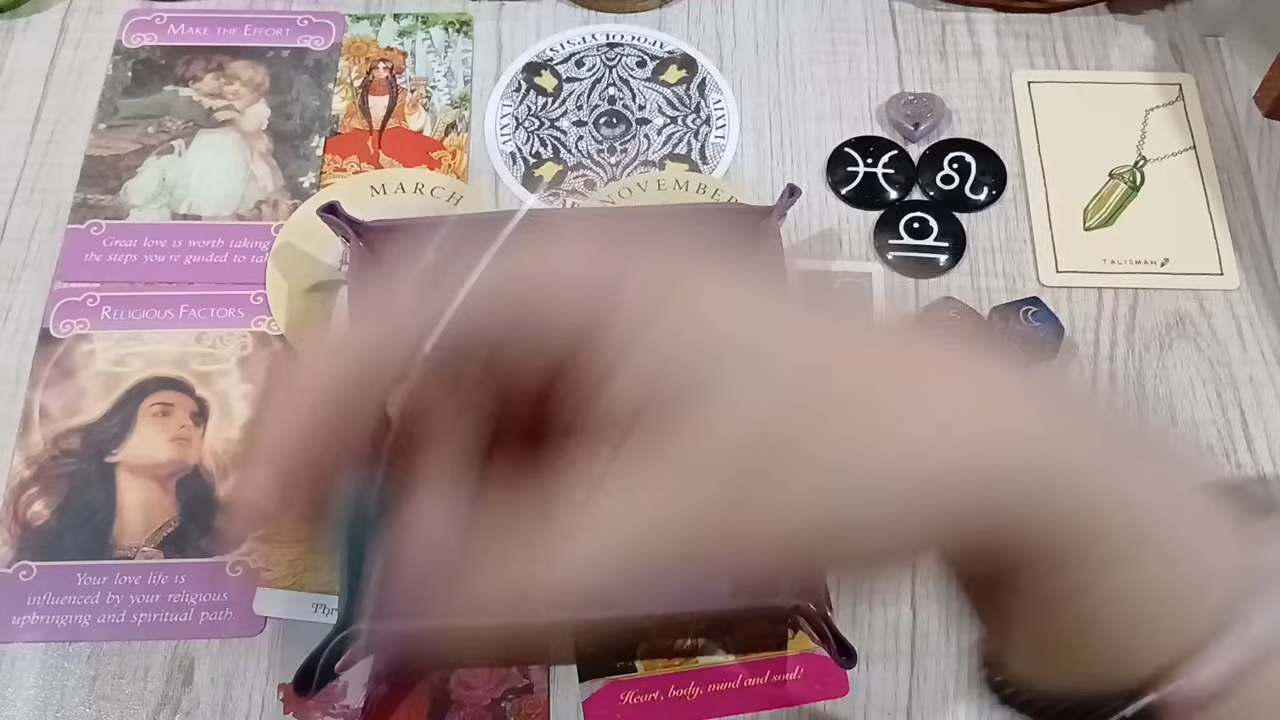 MAKE THE EFFORT
Great love is worth taking
the steps you're guided to
RELIGIOUS FACTORS
Your love life is
influenced by your religious
upbringing and spiritual path.
MARCH
NOVEMBER
APOCOLYPSIS
TALISMAN
Heart, body, mind and soul!